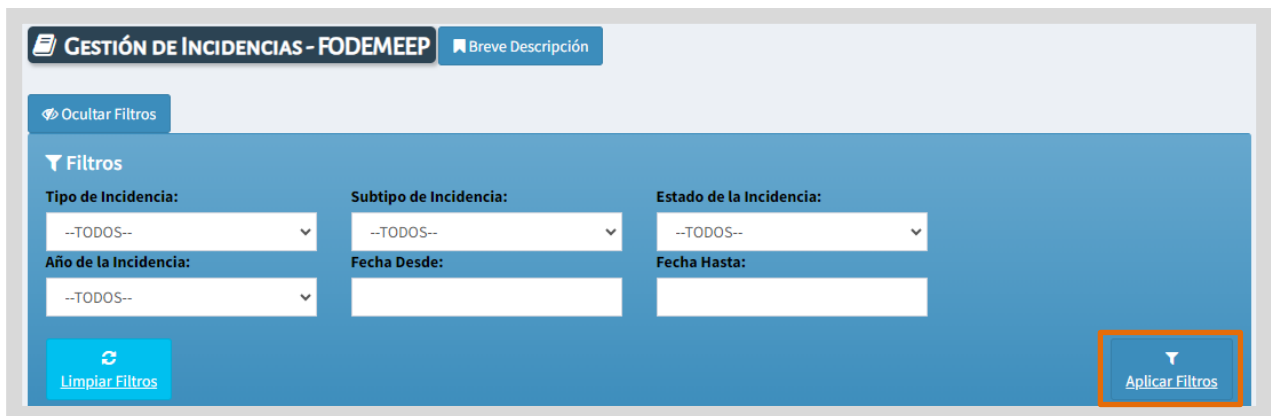 GESTIÓN DE INCIDENCIAS - FODEMEEP
Breve Descripción
Ocultar Filtros
Filtros
Tipo de Incidencia: Subtipo de Incidencia: Estado de la Incidencia:
--TODOS-- --TODOS-- --TODOS--
Año de la Incidencia: Fecha Desde: Fecha Hasta:
--TODOS--
Limpiar Filtros Aplicar Filtros